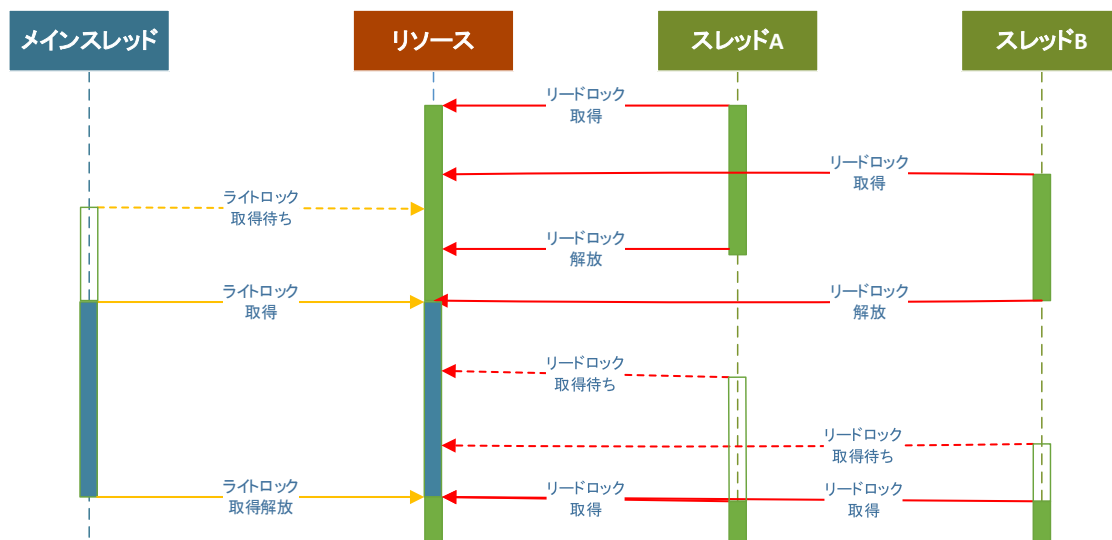 メインスレッド
リソース
スレッドA
スレッドB
リードロック
取得
リードロック
取得
ライトロック
取得待ち
リードロック
解放
ライトロック
取得
リードロック
解放
リードロック
取得待ち
リードロック
取得待ち
ライトロック
取得解放
リードロック
取得
リードロック
取得